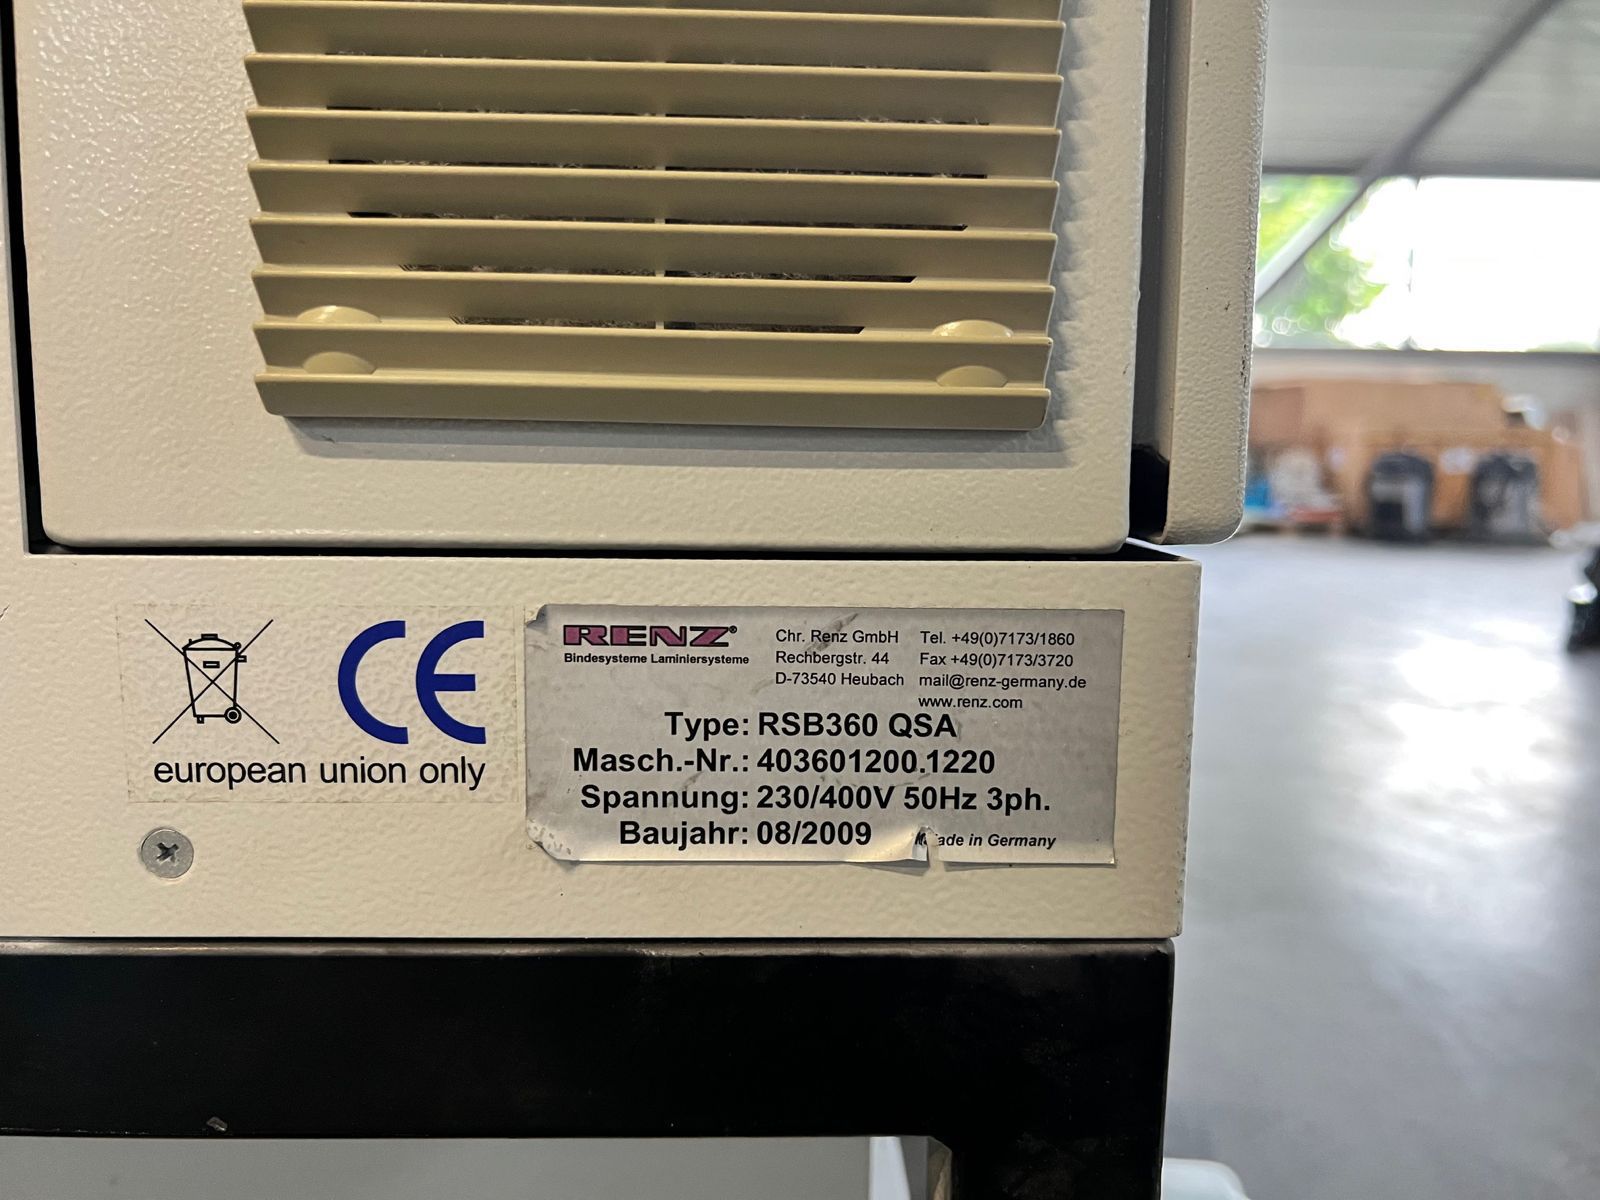 CE
european union only
RENZ®
Bindesysteme Laminiersysteme
Chr. Renz GmbH
Rechbergstr. 44
D-73540 Heubach
Tel. +49(0)7173/1860
Fax +49(0)7173/3720
mail@renz-germany.de
www.renz.com
Type: RSB360 QSA
Masch.-Nr.: 403601200.1220
Spannung: 230/400V 50Hz 3ph.
Baujahr: 08/2009
Made in Germany